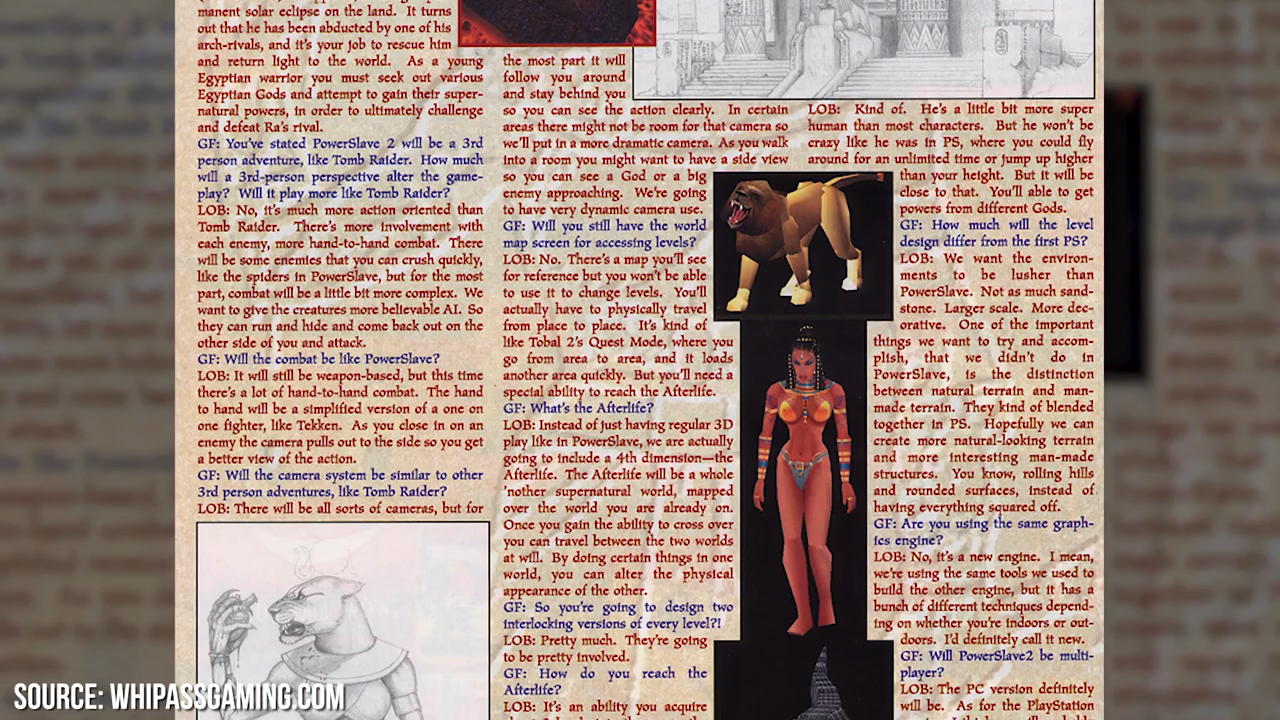 manent solar eclipse on the land. It turns
out that he has been abducted by one of his
arch-rivals, and it's your job to rescue him
and return light to the world. As a young
Egyptian warrior you must seek out various
Egyptian Gods and attempt to gain their super-
natural powers, in order to ultimately challenge
and defeat Ra's rival.
GF: You've stated PowerSlave 2 will be a 3rd
person adventure, like Tomb Raider. How much
will a 3rd-person perspective alter the game-
play? Will it play more like Tomb Raider?
LOB: No, it's much more action oriented than
Tomb Raider. There's more involvement with
each enemy, more hand-to-hand combat. There
will be some enemies that you can crush quickly,
like the spiders in PowerSlave, but for the most
part, combat will be a little bit more complex. We
want to give the creatures more believable AI. So
they can run and hide and come back out on the
other side of you and attack.
GF: Will the combat be like PowerSlave?
LOB: It will still be weapon-based, but this time
there's a lot of hand-to-hand combat. The hand
to hand will be a simplified version of a one on
one fighter, like Tekken. As you close in on an
enemy the camera pulls out to the side so you get
a better view of the action.
GF: Will the camera system be similar to other
3rd person adventures, like Tomb Raider?
LOB: There will be all sorts of cameras, but for
the most part it will
follow you around
and stay behind you
so you can see the action clearly. In certain
areas there might not be room for that camera so
we'll put in a more dramatic camera. As you walk
into a room you might want to have a side view
so you can see a God or a big
enemy approaching. We're going
to have very dynamic camera use.
GF: Will you still have the world
map screen for accessing levels?
LOB: No. There's a map you'll see
for reference but you won't be able
to use it to change levels. You'll
actually have to physically travel
from place to place. It's kind of
like Tobal 2's Quest Mode, where you
go from area to area, and it loads
another area quickly. But you'll need a
special ability to reach the Afterlife.
GF: What's the Afterlife?
LOB: Instead of just having regular 3D
play like in PowerSlave, we are actually
going to include a 4th dimension—the
Afterlife. The Afterlife will be a whole
'nother supernatural world, mapped
over the world you are already on.
Once you gain the ability to cross over
you can travel between the two worlds
at will. By doing certain things in one
world, you can alter the physical
appearance of the other.
GF: So you're going to design two
interlocking versions of every level?!
LOB: Pretty much. They're going
to be pretty involved.
GF: How do you reach the
Afterlife?
LOB: It's an ability you acquire
LOB: Kind of. He's a little bit more super
human than most characters. But he won't be
crazy like he was in PS, where you could fly
around for an unlimited time or jump up higher
than your height. But it will be
close to that. You'll able to get
powers from different Gods.
GF: How much will the level
design differ from the first PS?
LOB: We want the environ-
ments to be lusher than
PowerSlave. Not as much sand-
stone. Larger scale. More dec-
orative. One of the important
things we want to try and accom-
plish, that we didn't do in
PowerSlave, is the distinction
between natural terrain and man-
made terrain. They kind of blended
together in PS. Hopefully we can
create more natural-looking terrain
and more interesting man-made
structures. You know, rolling hills
and rounded surfaces, instead of
having everything squared off.
GF: Are you using the same graph-
ics engine?
LOB: No, it's a new engine. I mean,
we're using the same tools we used to
build the other engine, but it has a
bunch of different techniques depend-
ing on whether you're indoors or out-
doors. I'd definitely call it new.
GF: Will PowerSlave2 be multi-
player?
LOB: The PC version definitely
will be. As for the PlayStation
SOURCE: WHIPASSGAMING.COM